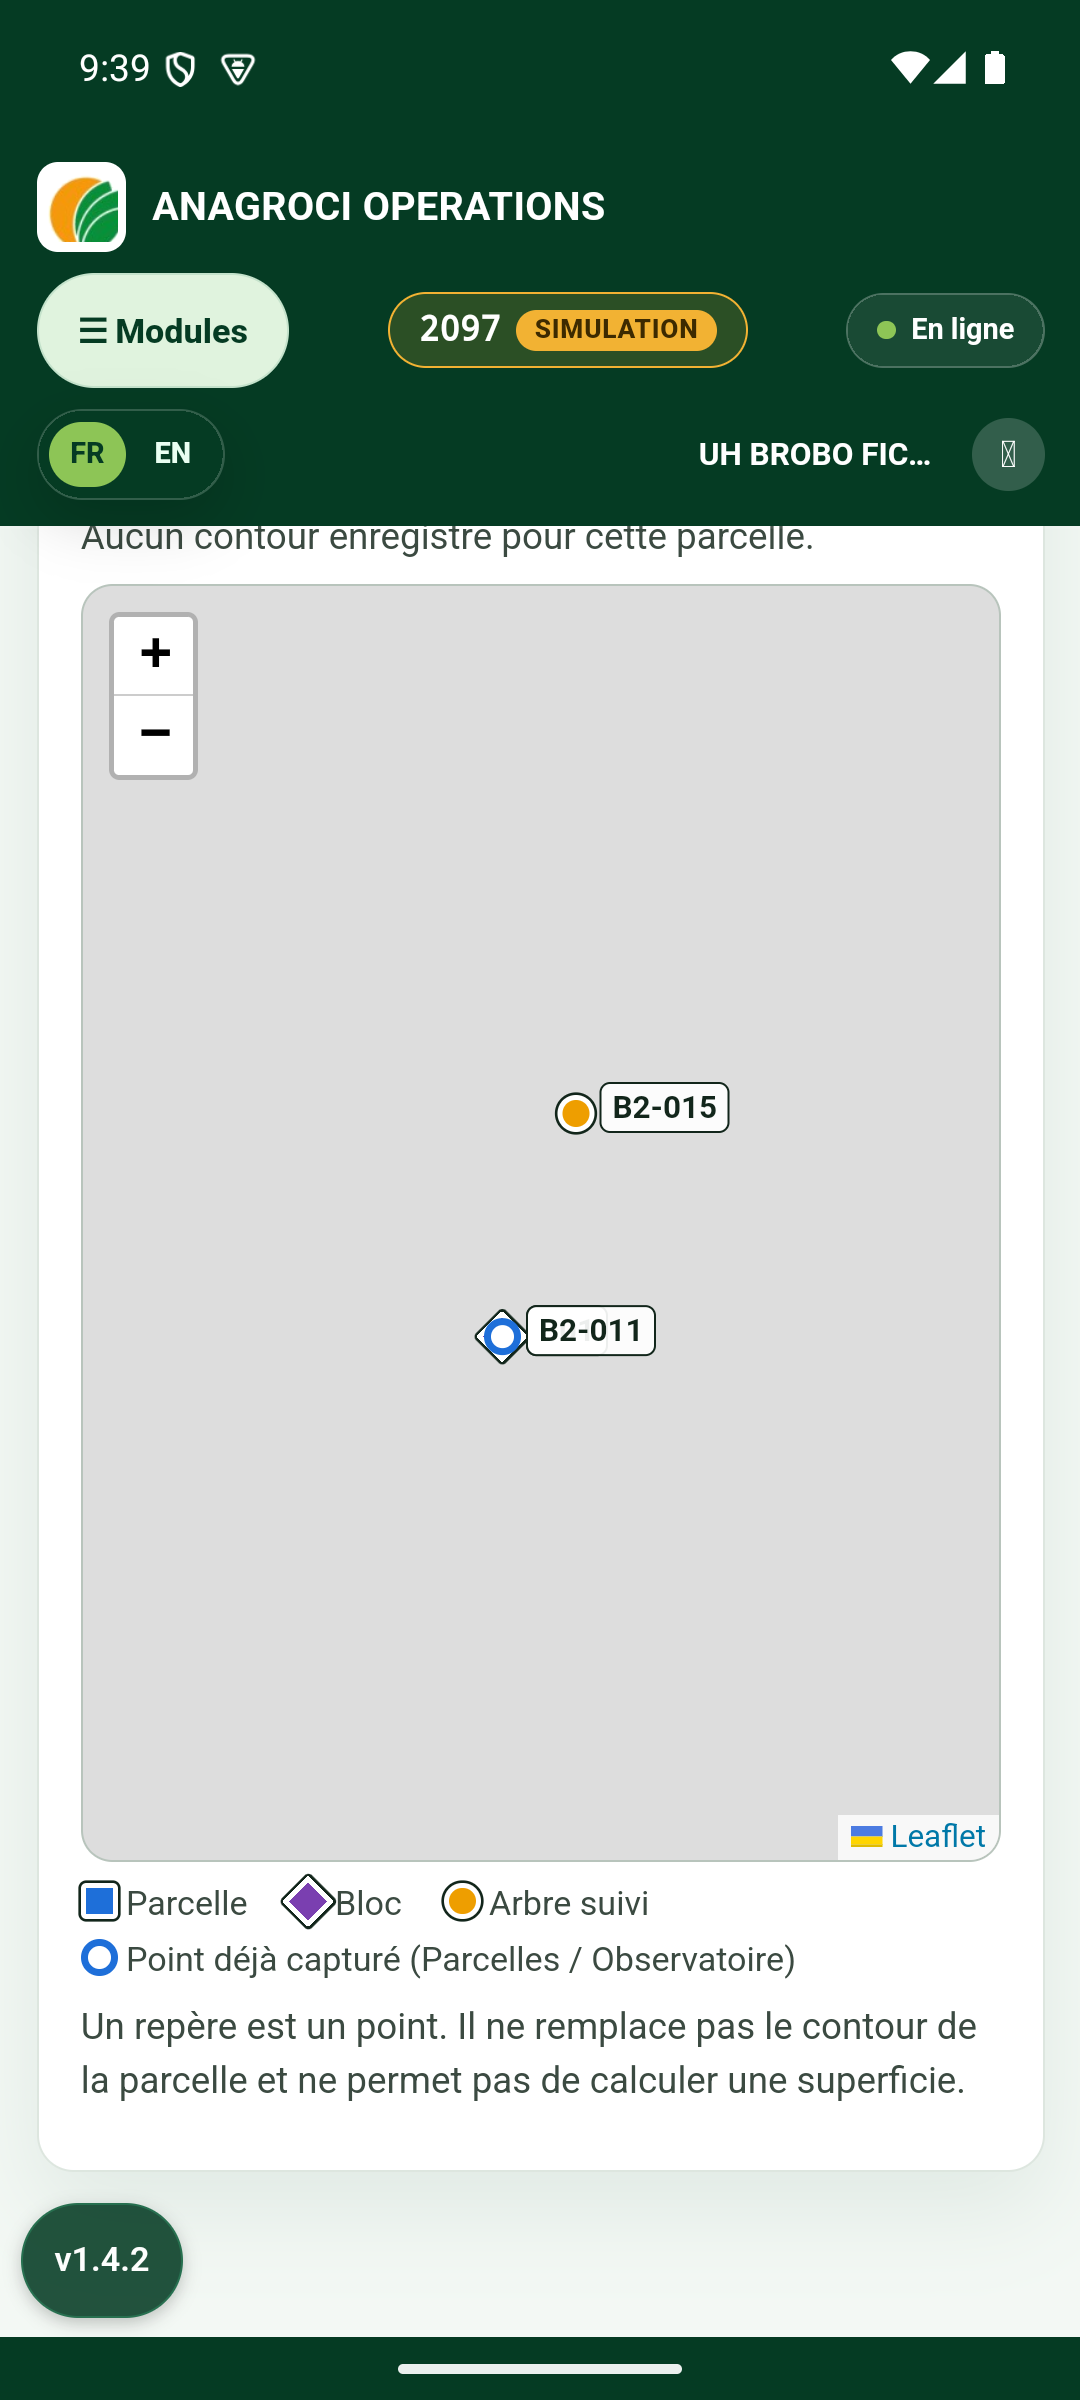 9:39
ANAGROCI OPERATIONS
☰ Modules
2097 SIMULATION
En ligne
FR EN
UH BROBO FIC...
Aucun contour enregistre pour cette parcelle.
+
−
B2-015
B2-011
Leaflet
Parcelle Bloc Arbre suivi
Point déjà capturé (Parcelles / Observatoire)
Un repère est un point. Il ne remplace pas le contour de
la parcelle et ne permet pas de calculer une superficie.
v1.4.2